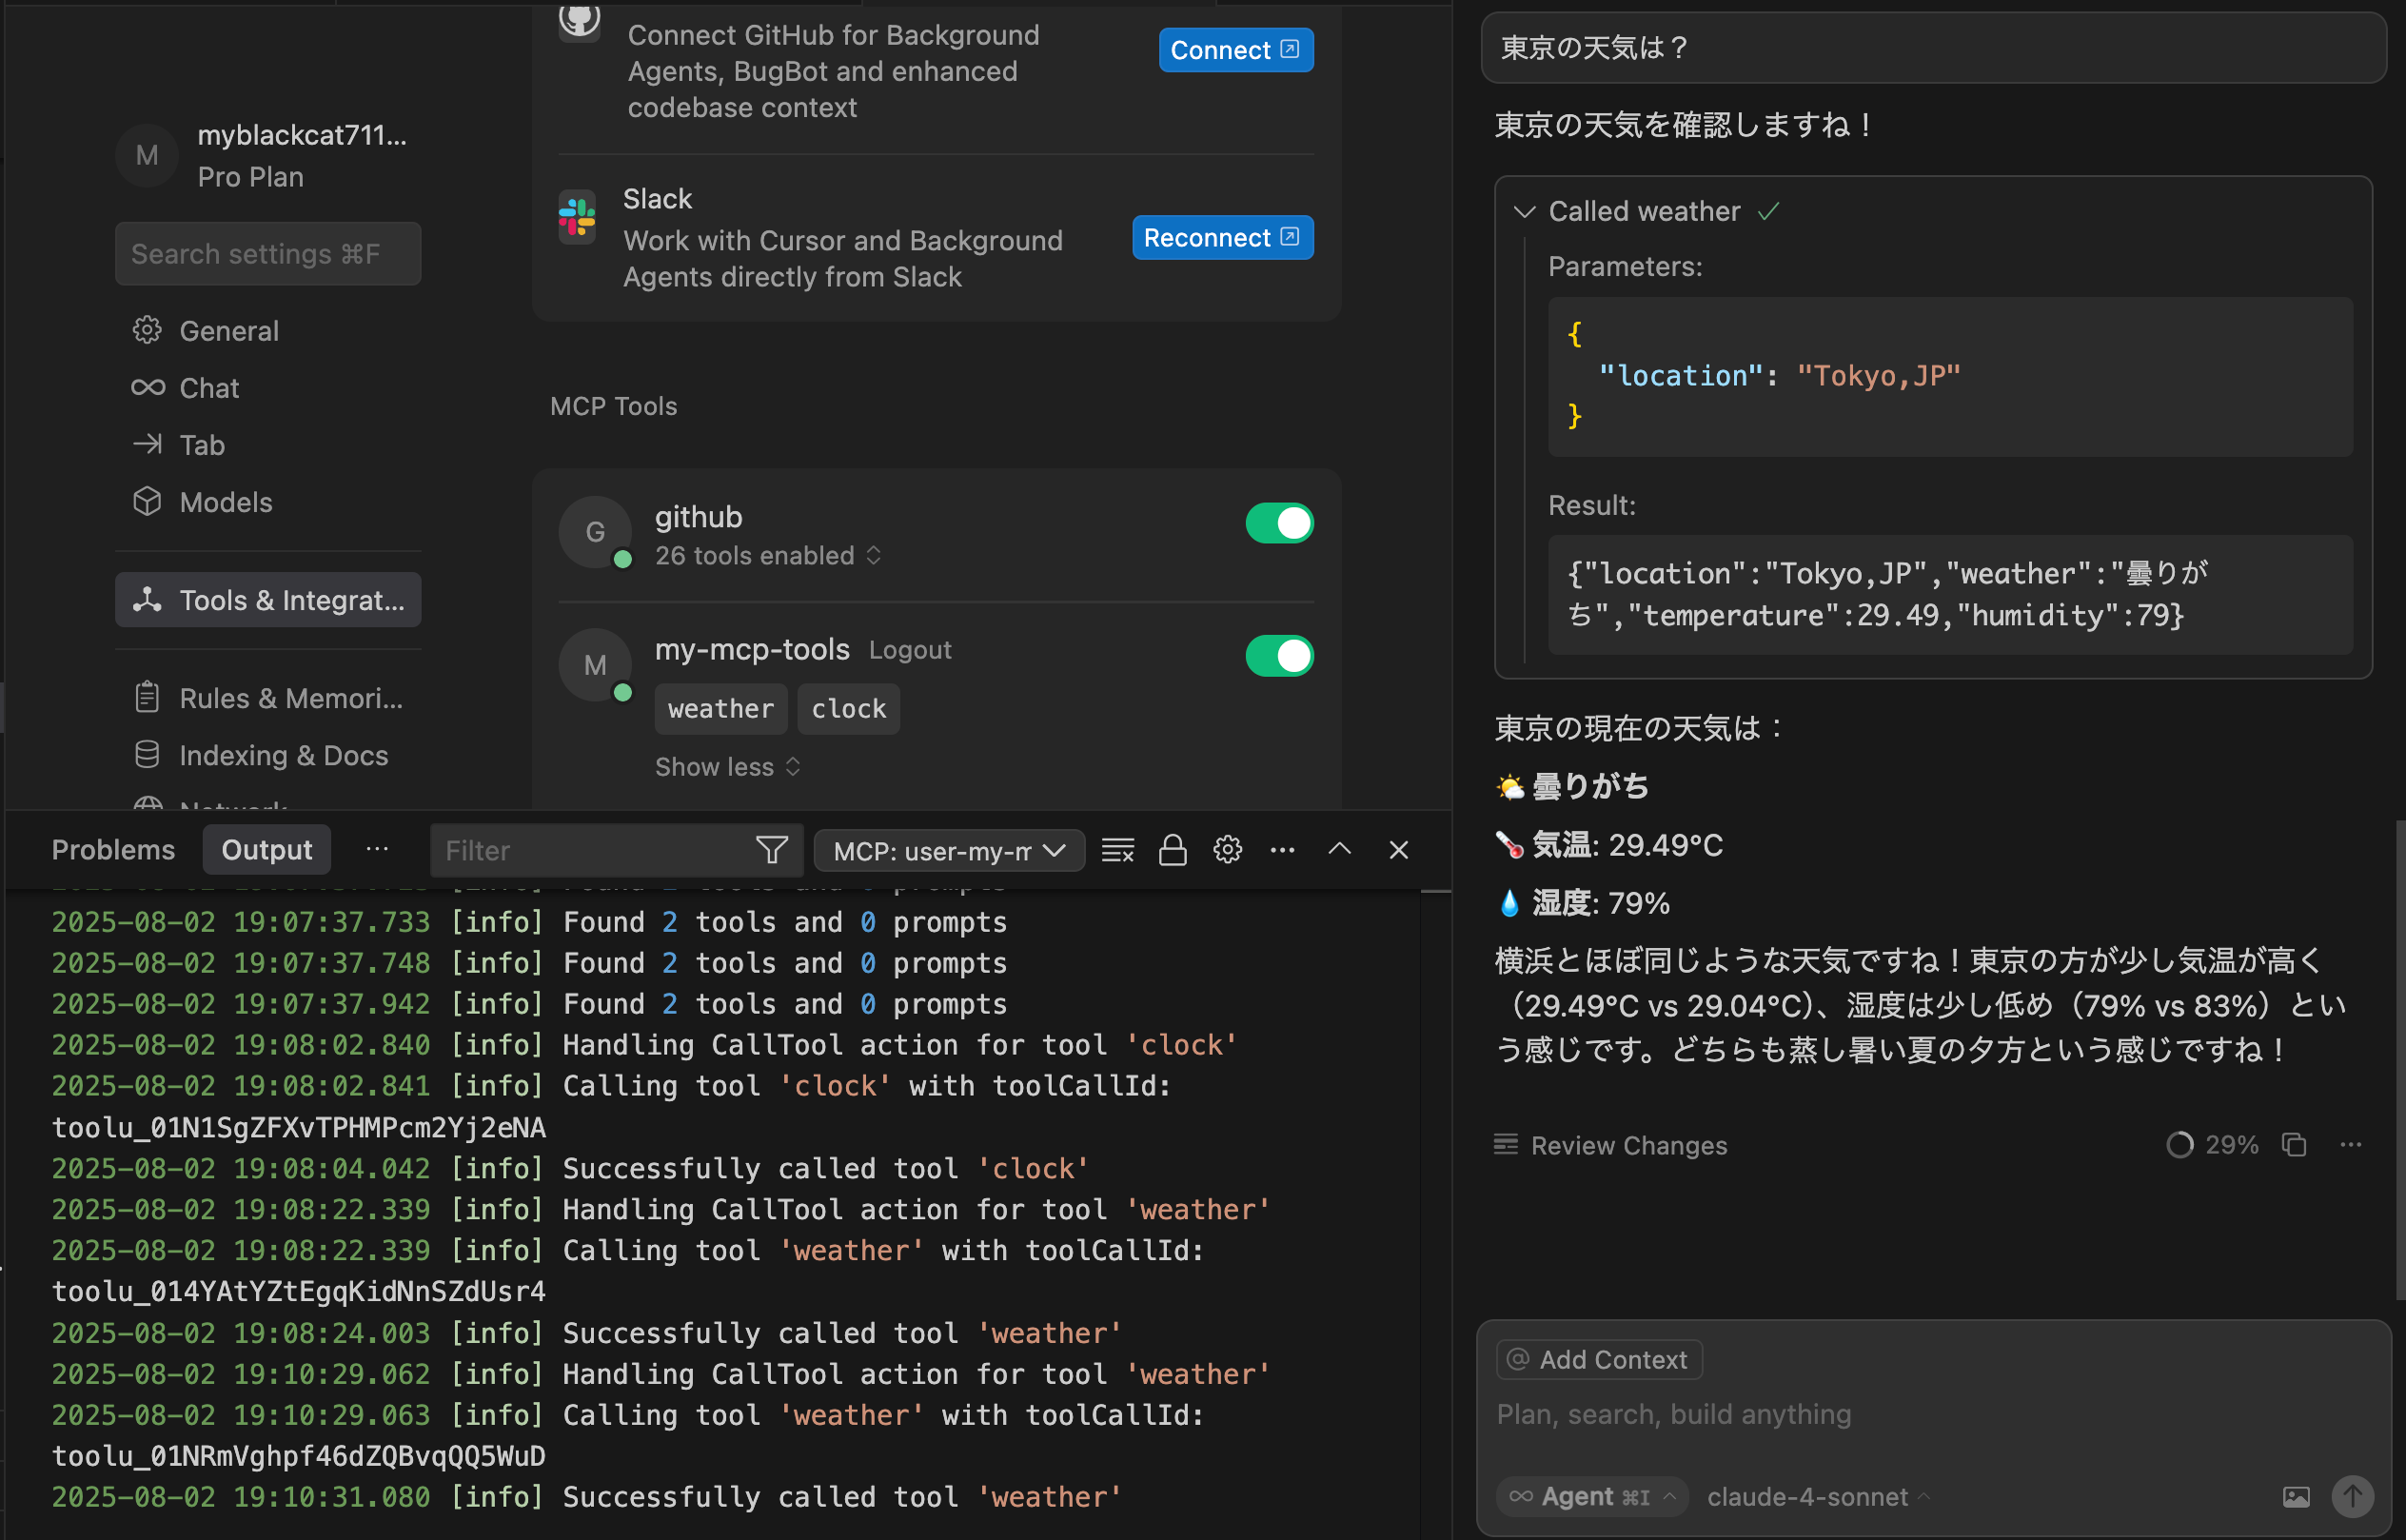 Connect GitHub for Background
Agents, BugBot and enhanced
codebase context
Connect
myblackcat711...
M
Pro Plan
Slack
Work with Cursor and Background
Agents directly from Slack
Reconnect
Search settings ⌘F
General
Chat
Tab
Models
Tools & Integrat...
Rules & Memori...
Indexing & Docs
Network
MCP Tools
G
github
26 tools enabled
M
my-mcp-tools Logout
weather clock
Show less
Problems Output ... Filter MCP: user-my-m
2025-08-02 19:07:37.733 [info] Found 2 tools and 0 prompts
2025-08-02 19:07:37.748 [info] Found 2 tools and 0 prompts
2025-08-02 19:07:37.942 [info] Found 2 tools and 0 prompts
2025-08-02 19:08:02.840 [info] Handling CallTool action for tool 'clock'
2025-08-02 19:08:02.841 [info] Calling tool 'clock' with toolCallId:
toolu_01N1SgZFXvTPHMPcm2Yj2eNA
2025-08-02 19:08:04.042 [info] Successfully called tool 'clock'
2025-08-02 19:08:22.339 [info] Handling CallTool action for tool 'weather'
2025-08-02 19:08:22.339 [info] Calling tool 'weather' with toolCallId:
toolu_014YAtYZtEgqKidNnSZdUsr4
2025-08-02 19:08:24.003 [info] Successfully called tool 'weather'
2025-08-02 19:10:29.062 [info] Handling CallTool action for tool 'weather'
2025-08-02 19:10:29.063 [info] Calling tool 'weather' with toolCallId:
toolu_01NRmVghpf46dZQBvqQQ5WuD
2025-08-02 19:10:31.080 [info] Successfully called tool 'weather'
東京の天気は？
東京の天気を確認しますね！
Called weather ✓
Parameters:
{
"location": "Tokyo,JP"
}
Result:
{"location":"Tokyo,JP","weather":"曇りが
ち","temperature":29.49,"humidity":79}
東京の現在の天気は：
🌤️ 曇りがち
🌡️ 気温: 29.49°C
💧 湿度: 79%
横浜とほぼ同じような天気ですね！東京の方が少し気温が高く
（29.49°C vs 29.04°C）、湿度は少し低め（79% vs 83%）とい
う感じです。どちらも蒸し暑い夏の夕方という感じですね！
Review Changes 29%
@ Add Context
Plan, search, build anything
Agent ⌘I claude-4-sonnet